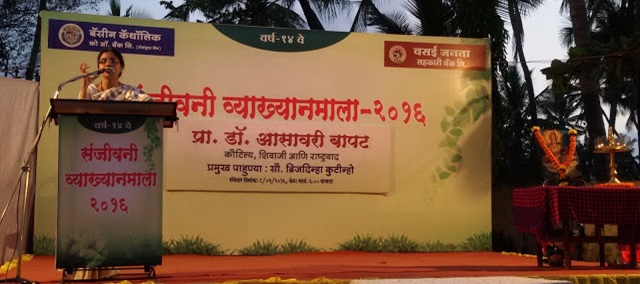 बॅसीन कॅथॉलिक
को ऑप. बँक लि.
वर्ष-१४ वे
वसई जनता
सहकारी बँक लि.
संजीवनी व्याख्यानमाला-२०१६
प्रा. डॉ. आसावरी बापट
कौटिल्य, शिवाजी आणि राष्ट्रवाद
प्रमुख पाहुण्या : सौ. ब्रिजदिन्हा कुटीन्हो
वर्ष-१४ वे
संजीवनी
व्याख्यानमाला
२०१६